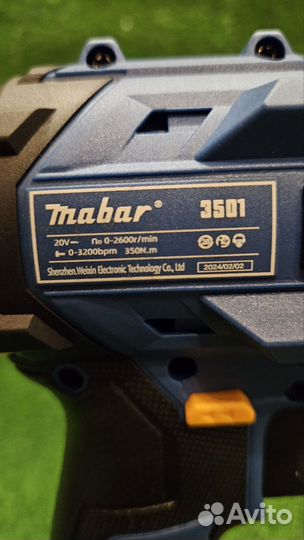 mabar® 3501
20V⎓ n₀ 0-2600r/min
0-3200bpm 350N.m
Shenzhen.Weixin Electronic Technology Co., Ltd 2024/02/02
Avito